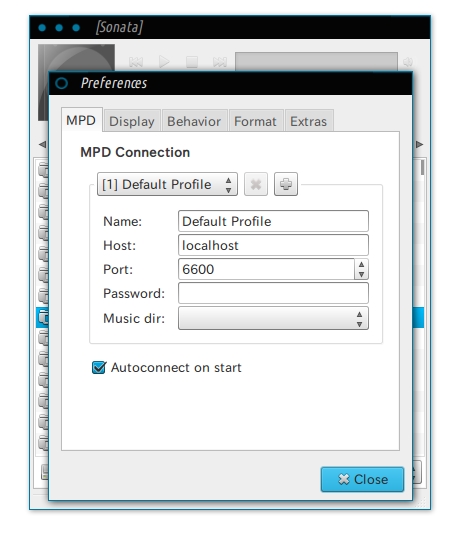 [Sonata]
Preferences
MPD Display Behavior Format Extras
MPD Connection
[1] Default Profile
Name: Default Profile
Host: localhost
Port: 6600
Password:
Music dir:
Autoconnect on start
Close